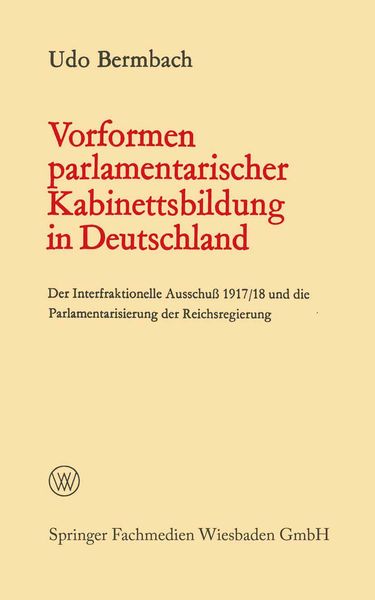 Udo Bermbach
Vorformen
parlamentarischer
Kabinettsbildung
in Deutschland
Der Interfraktionelle Ausschuß 1917/18 und die
Parlamentarisierung der Reichsregierung
W
Springer Fachmedien Wiesbaden GmbH